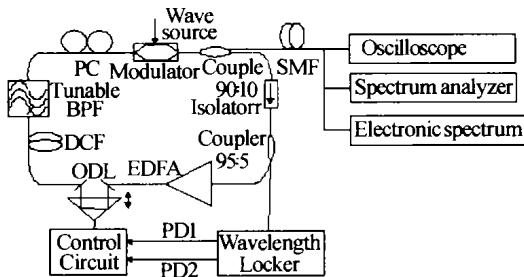 Wave
source
Oscilloscope
PC
Modulator
Couple
90·10
SMF
Tunable
BPF
Isolatorr
Spectrum analyzer
DCF
Coupler
95·5
Electronic spectrum
ODL
EDFA
Control
Circuit
PD1
PD2
Wavelength
Locker